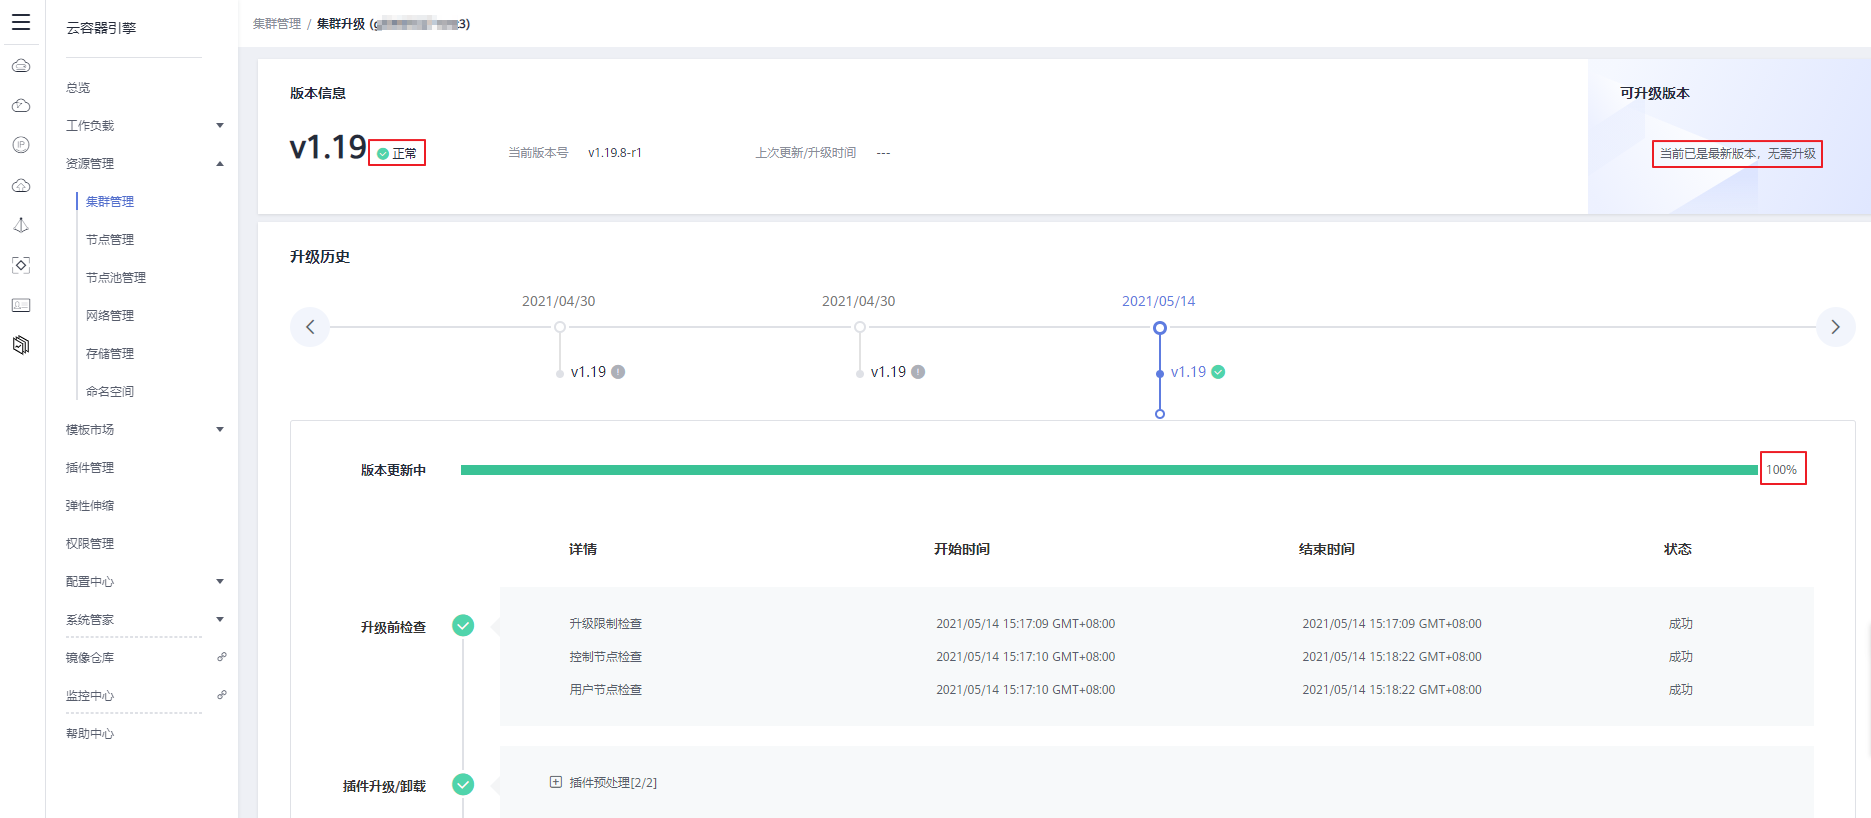 云容器引擎
总览
工作负载
资源管理
集群管理
节点管理
节点池管理
网络管理
存储管理
命名空间
模板市场
插件管理
弹性伸缩
权限管理
配置中心
系统管家
镜像仓库
监控中心
帮助中心
集群管理 / 集群升级 (g 3)
版本信息
v1.19 正常 当前版本号 v1.19.8-r1 上次更新/升级时间 ---
可升级版本
当前已是最新版本，无需升级
升级历史
2021/04/30 2021/04/30 2021/05/14
v1.19 v1.19 v1.19
版本更新中 100%
详情 开始时间 结束时间 状态
升级前检查
升级限制检查 2021/05/14 15:17:09 GMT+08:00 2021/05/14 15:17:09 GMT+08:00 成功
控制节点检查 2021/05/14 15:17:10 GMT+08:00 2021/05/14 15:18:22 GMT+08:00 成功
用户节点检查 2021/05/14 15:17:10 GMT+08:00 2021/05/14 15:18:22 GMT+08:00 成功
插件升级/卸载 插件预处理[2/2]